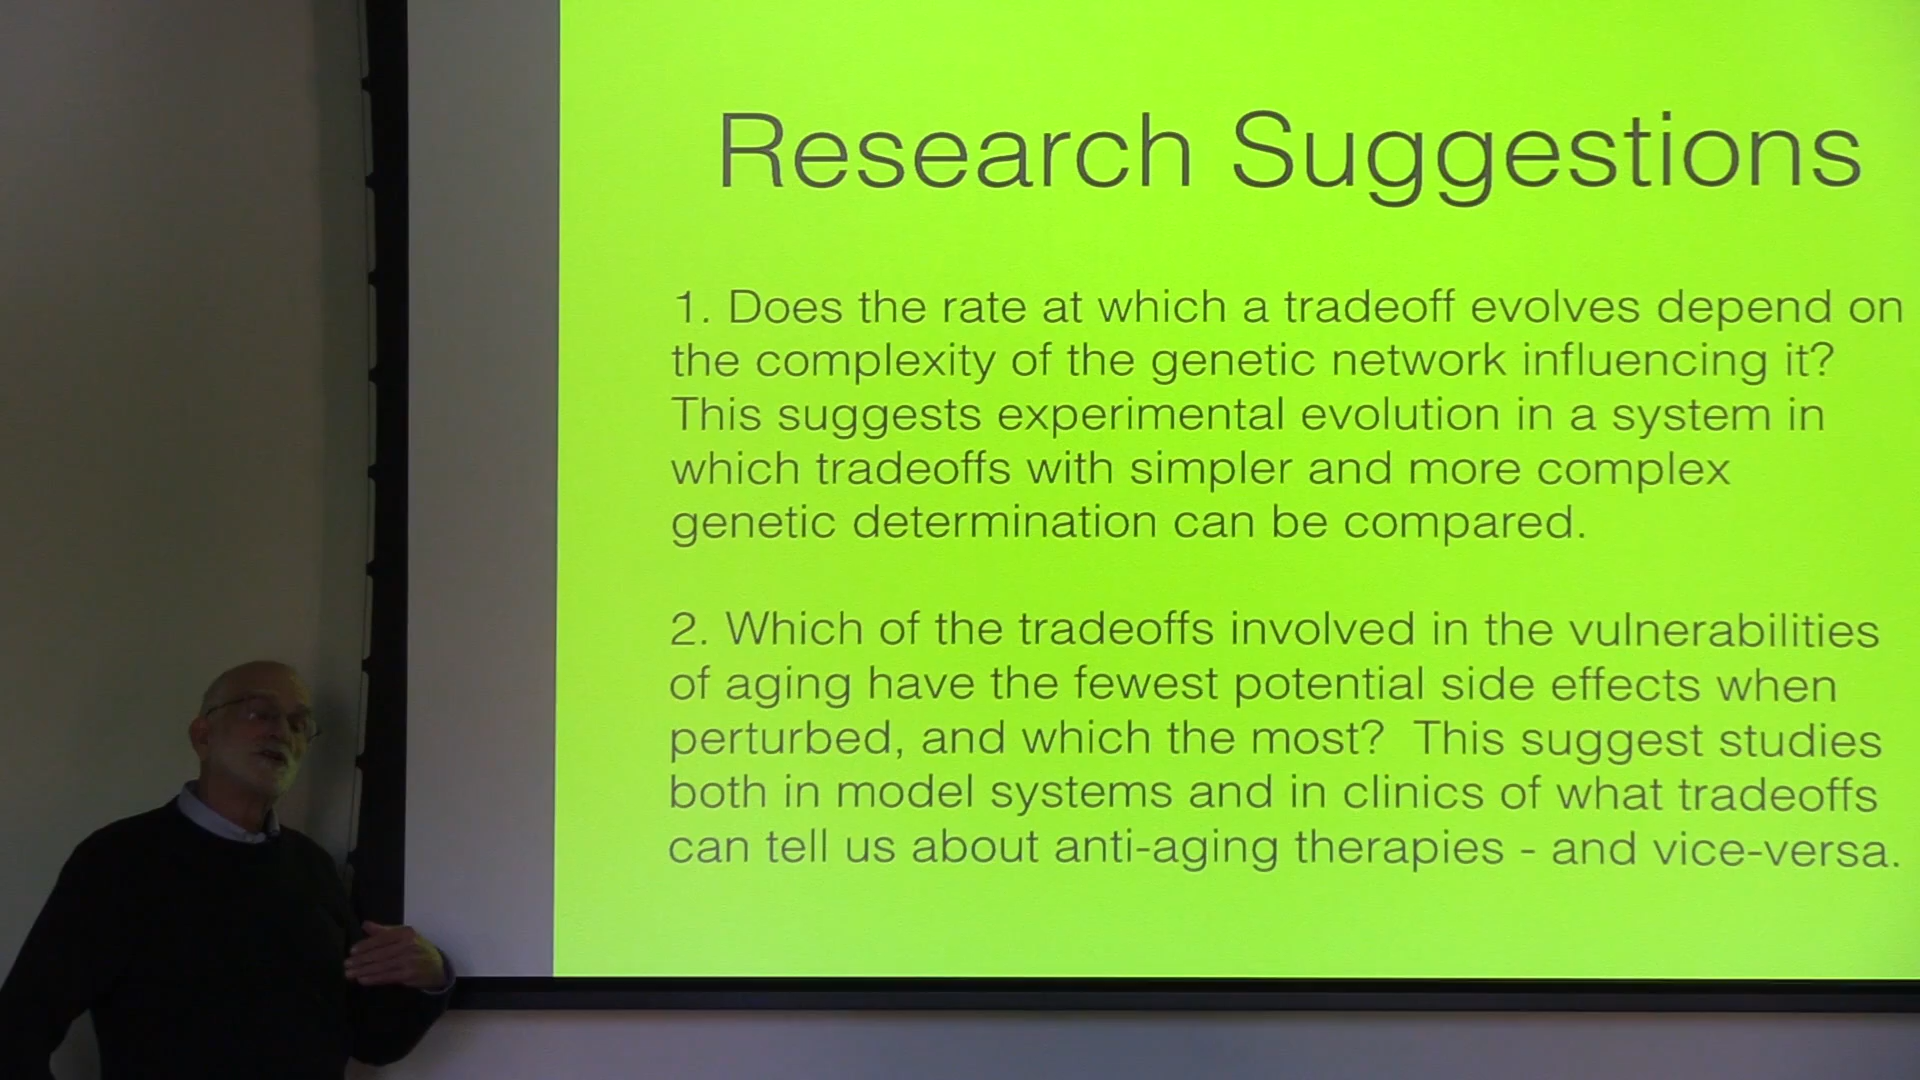 Research Suggestions
1. Does the rate at which a tradeoff evolves depend on
the complexity of the genetic network influencing it?
This suggests experimental evolution in a system in
which tradeoffs with simpler and more complex
genetic determination can be compared.
2. Which of the tradeoffs involved in the vulnerabilities
of aging have the fewest potential side effects when
perturbed, and which the most? This suggest studies
both in model systems and in clinics of what tradeoffs
can tell us about anti-aging therapies - and vice-versa.